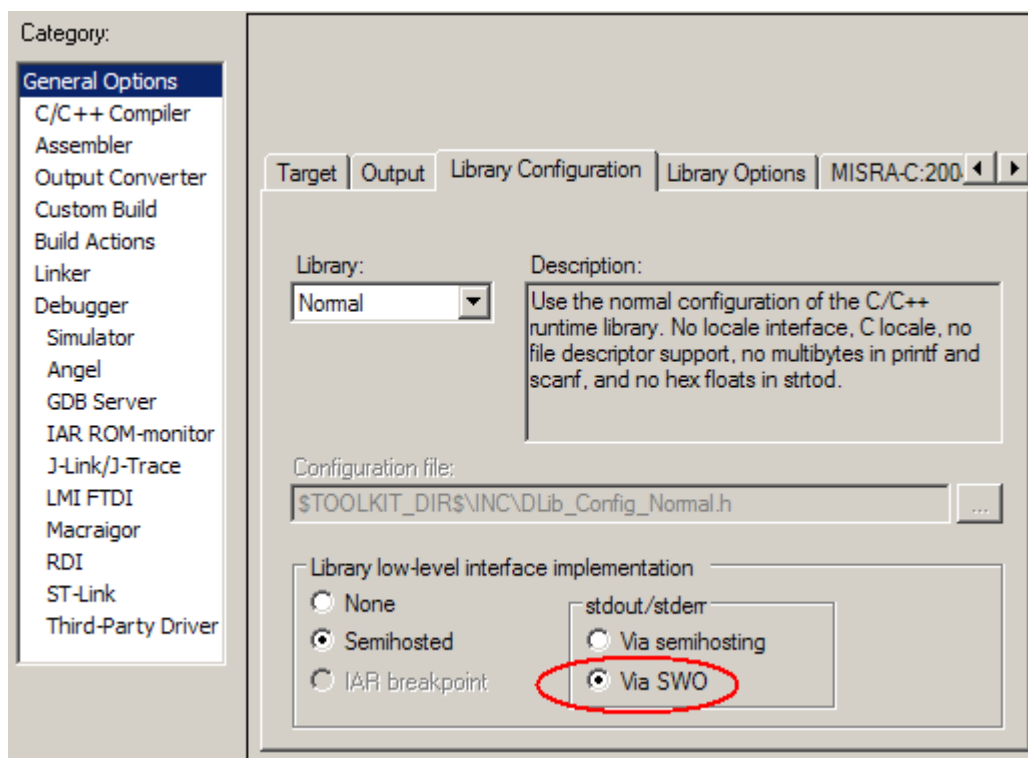 Category:
General Options
C/C++ Compiler
Assembler
Output Converter
Custom Build
Build Actions
Linker
Debugger
Simulator
Angel
GDB Server
IAR ROM-monitor
J-Link/J-Trace
LMI FTDI
Macraigor
RDI
ST-Link
Third-Party Driver
Target Output Library Configuration Library Options MISRA-C:200
Library:
Normal
Description:
Use the normal configuration of the C/C++
runtime library. No locale interface, C locale, no
file descriptor support, no multibytes in printf and
scanf, and no hex floats in strtod.
Configuration file:
$TOOLKIT_DIR$\INC\DLib_Config_Normal.h ...
Library low-level interface implementation
None
Semihosted
IAR breakpoint
stdout/stderr
Via semihosting
Via SWO